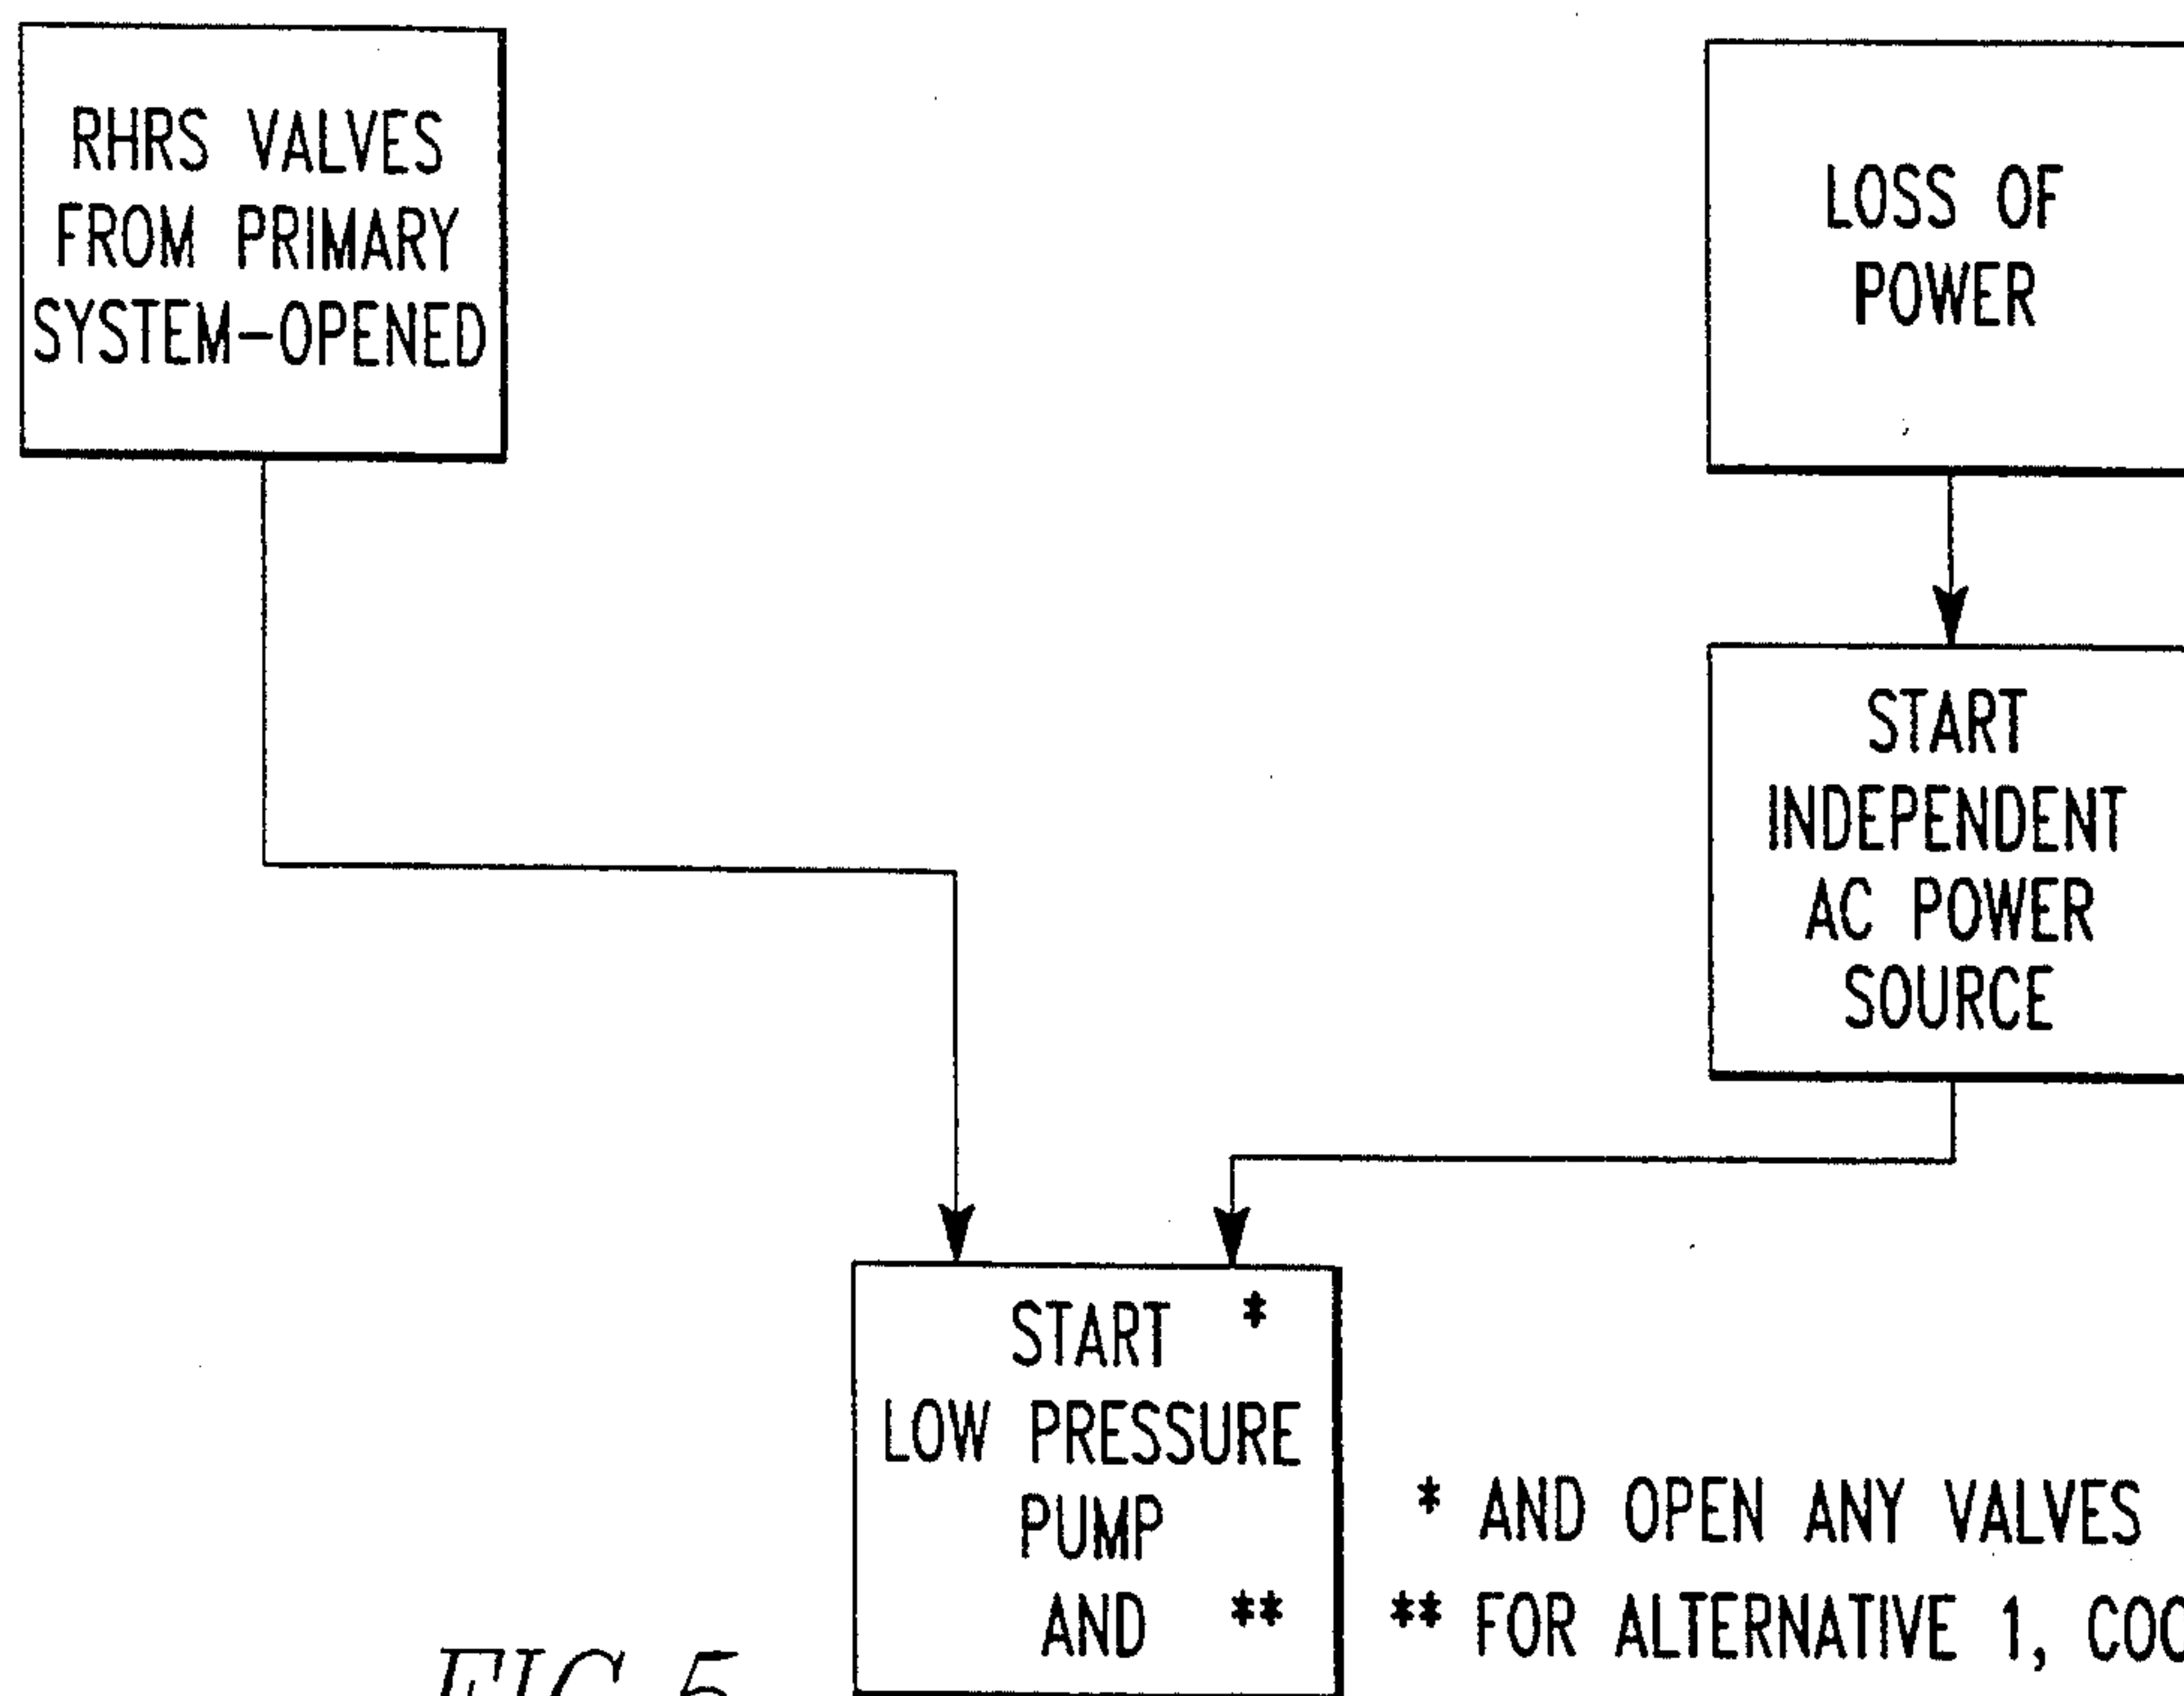 RHRS VALVES
FROM PRIMARY
SYSTEM-OPENED
LOSS OF
POWER
START
INDEPENDENT
AC POWER
SOURCE
START *
LOW PRESSURE
PUMP
AND **
* AND OPEN ANY VALVES
** FOR ALTERNATIVE 1,
FIG. 5